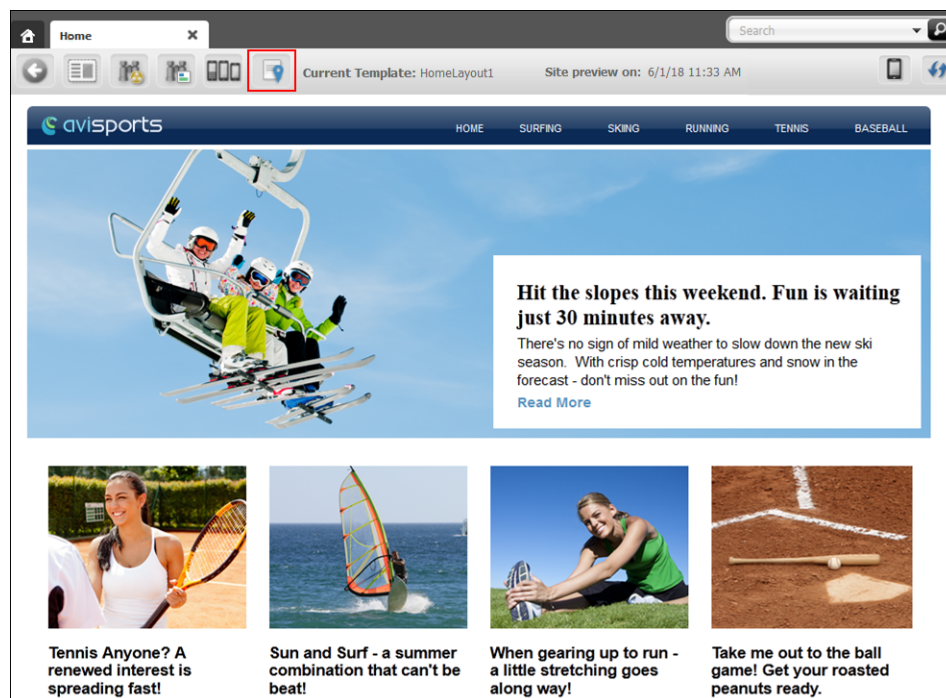 Home
Search
Current Template: HomeLayout1
Site preview on: 6/1/18 11:33 AM
avisports
HOME
SURFING
SKIING
RUNNING
TENNIS
BASEBALL
Hit the slopes this weekend. Fun is waiting
just 30 minutes away.
There's no sign of mild weather to slow down the new ski
season. With crisp cold temperatures and snow in the
forecast - don't miss out on the fun!
Read More
Tennis Anyone? A
renewed interest is
spreading fast!
Sun and Surf - a summer
combination that can't be
beat!
When gearing up to run -
a little stretching goes
along way!
Take me out to the ball
game! Get your roasted
peanuts ready.